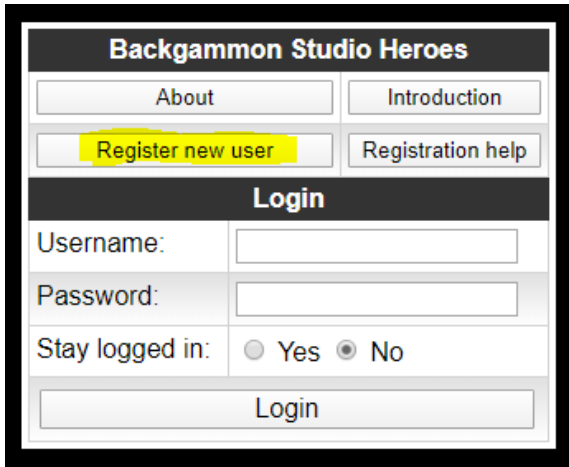 Backgammon Studio Heroes
About Introduction
Register new user Registration help
Login
Username:
Password:
Stay logged in: Yes No
Login